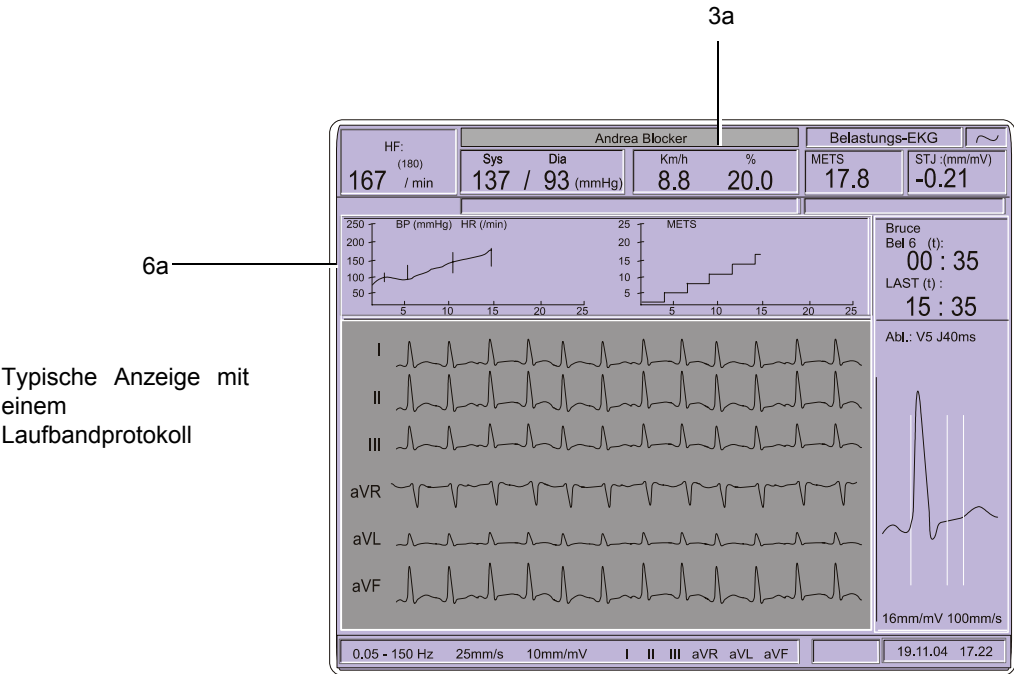 3a
Andrea Blocker
Belastungs-EKG
HF:
(180)
167 / min
Sys Dia
137 / 93 (mmHg)
Km/h %
8.8 20.0
METS
17.8
STJ :(mm/mV)
-0.21
6a
BP (mmHg) HR (/min)
250
200
150
100
50
5 10 15 20 25
METS
25
20
15
10
5
5 10 15 20 25
Bruce
Bel 6 (t):
00 : 35
LAST (t) :
15 : 35
Typische Anzeige mit
einem
Laufbandprotokoll
I
II
III
aVR
aVL
aVF
Abl.: V5 J40ms
16mm/mV 100mm/s
0.05 - 150 Hz 25mm/s 10mm/mV I II III aVR aVL aVF
19.11.04 17.22